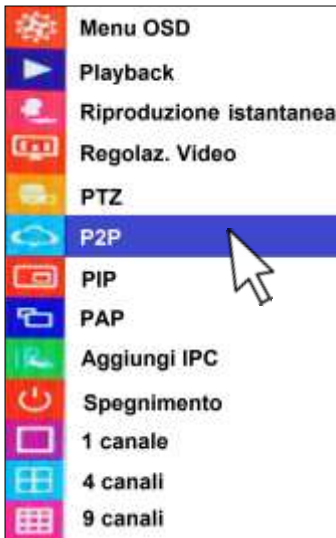 Menu OSD
Playback
Riproduzione istantanea
Regolaz. Video
PTZ
P2P
PIP
PAP
Aggiungi IPC
Spegnimento
1 canale
4 canali
9 canali